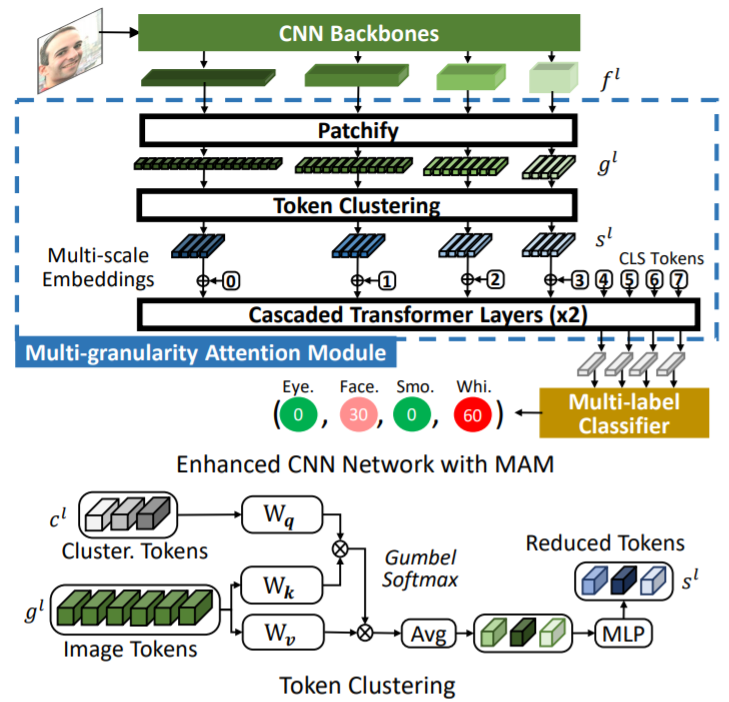 CNN Backbones
f^l
Patchify
g^l
Token Clustering
s^l
Multi-scale
Embeddings
CLS Tokens
0 1 2 3 4 5 6 7
Cascaded Transformer Layers (x2)
Multi-granularity Attention Module
Eye. Face. Smo. Whi.
( 0 , 30 , 0 , 60 )
Multi-label
Classifier
Enhanced CNN Network with MAM
c^l
Cluster. Tokens
W_q
Gumbel
Softmax
Reduced Tokens
s^l
g^l
Image Tokens
W_k
W_v
Avg
MLP
Token Clustering